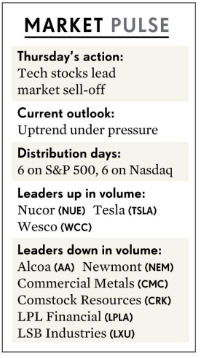 MARKET PULSE
Thursday's action:
Tech stocks lead
market sell-off
Current outlook:
Uptrend under pressure
Distribution days:
6 on S&P 500, 6 on Nasdaq
Leaders up in volume:
Nucor (NUE) Tesla (TSLA)
Wesco (WCC)
Leaders down in volume:
Alcoa (AA) Newmont (NEM)
Commercial Metals (CMC)
Comstock Resources (CRK)
LPL Financial (LPLA)
LSB Industries (LXU)